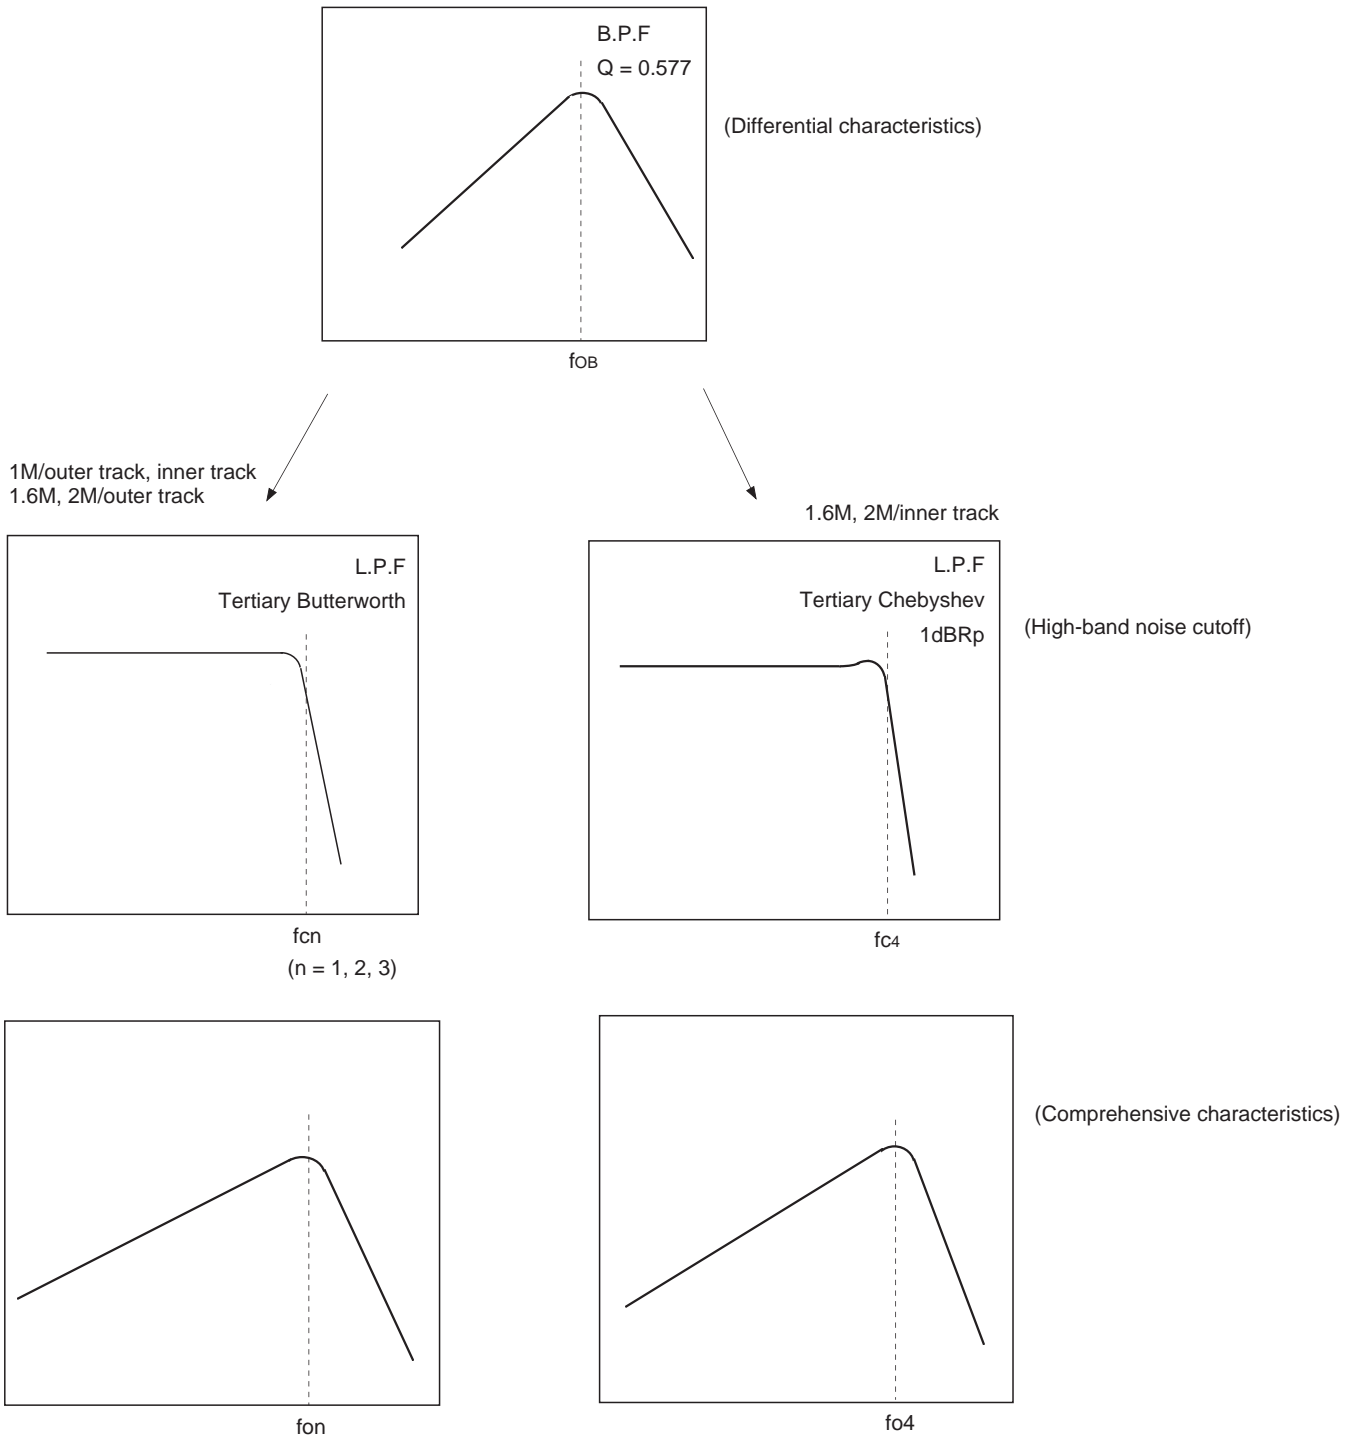 B.P.F
Q = 0.577
(Differential characteristics)
fOB
1M/outer track, inner track
1.6M, 2M/outer track
1.6M, 2M/inner track
L.P.F
Tertiary Butterworth
L.P.F
Tertiary Chebyshev
1dBRp
(High-band noise cutoff)
fcn
(n = 1, 2, 3)
fc4
(Comprehensive characteristics)
fon
fo4